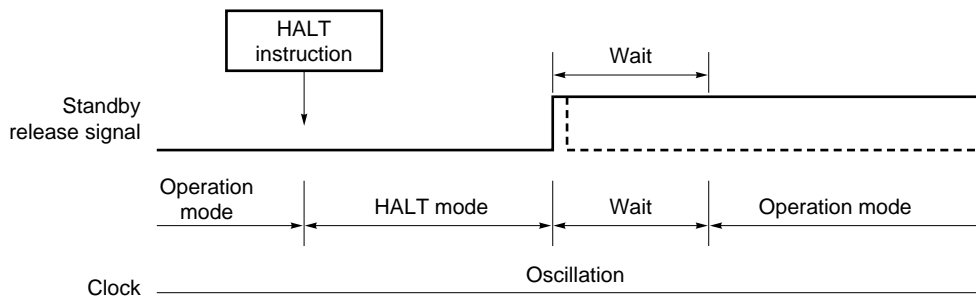 HALT
instruction
Wait
Standby
release signal
Operation
mode
HALT mode
Wait
Operation mode
Oscillation
Clock